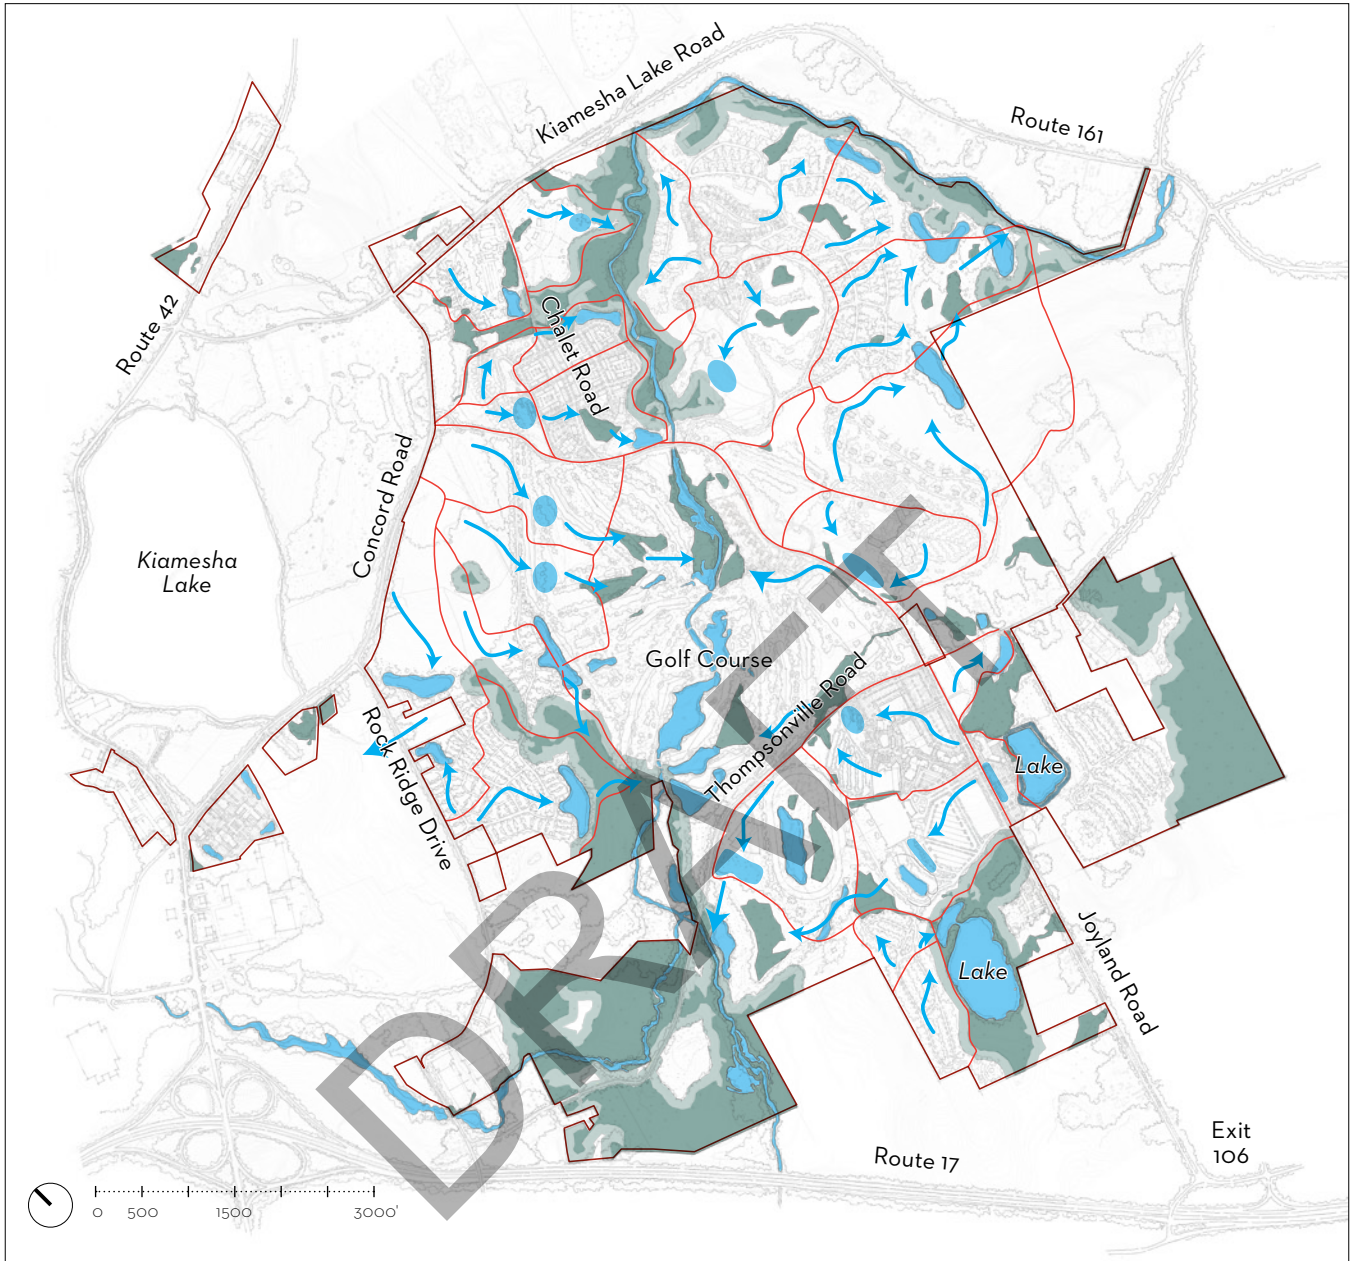 Kiamesha Lake Road
Route 161
Route 42
Chalet Road
Concord Road
Kiamesha
Lake
Golf Course
Thompsonville Road
Rock Ridge Drive
Lake
Lake
Joyland Road
DRAFT
Exit
106
Route 17
0 500 1500 3000'